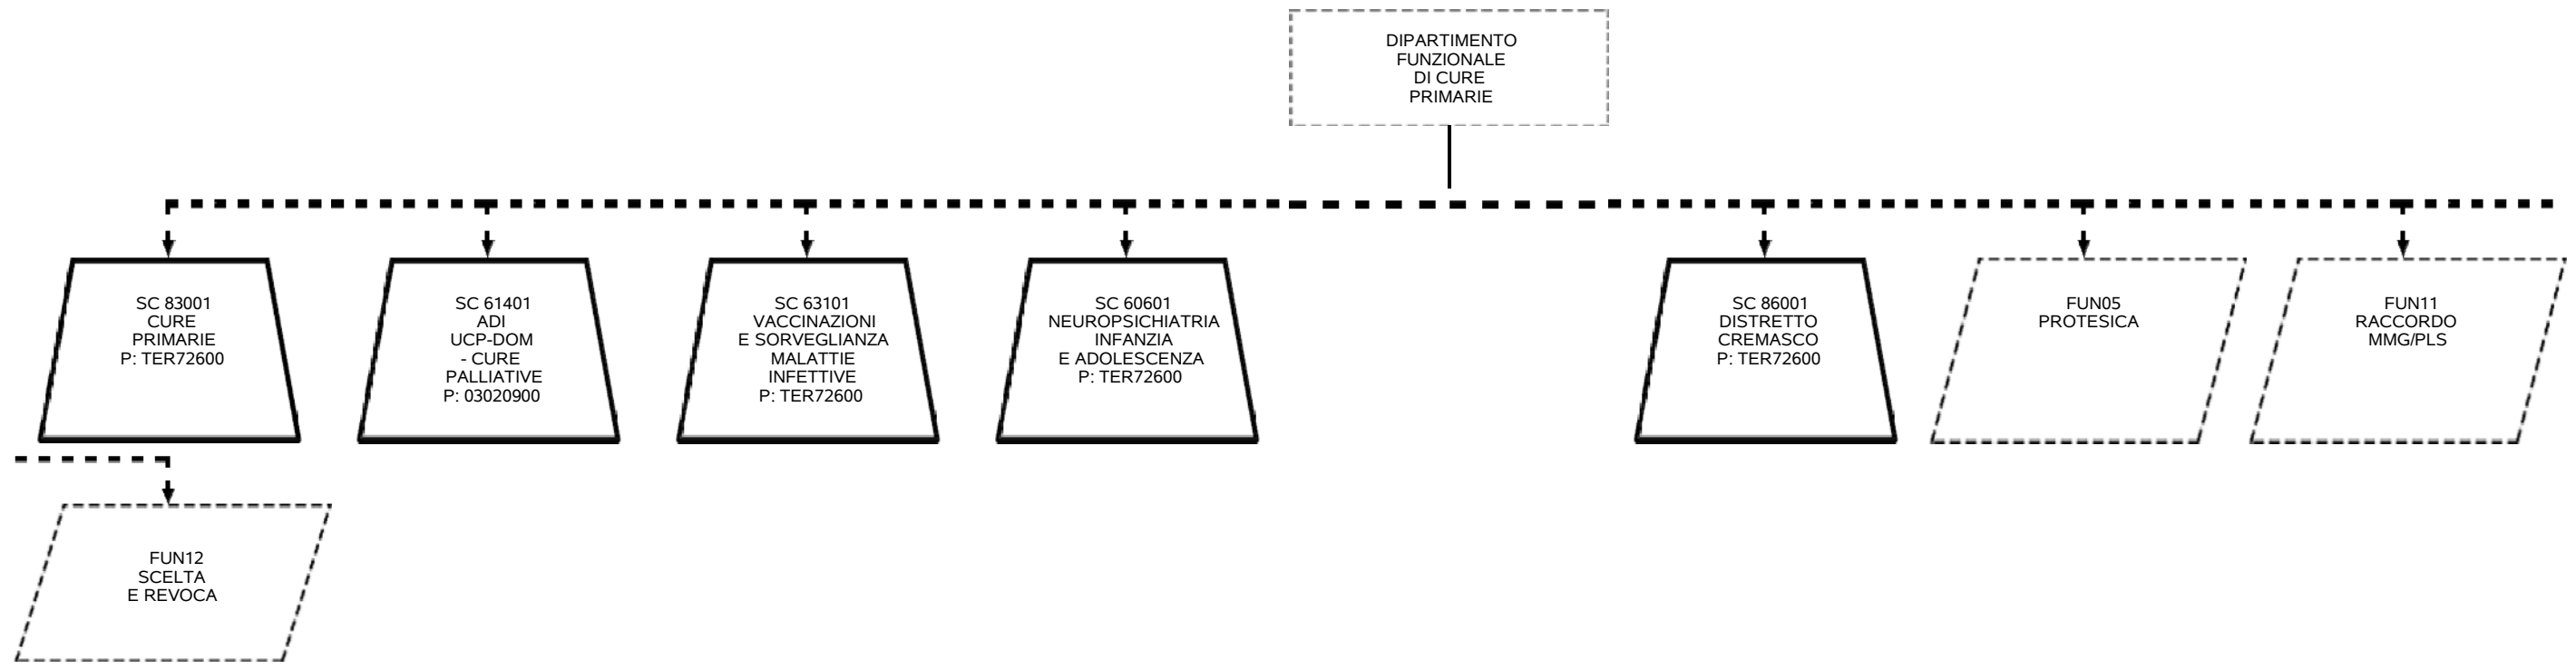 DIPARTIMENTO
FUNZIONALE
DI CURE
PRIMARIE
SC 83001
CURE
PRIMARIE
P: TER72600
SC 61401
ADI
UCP-DOM
- CURE
PALLIATIVE
P: 03020900
SC 63101
VACCINAZIONI
E SORVEGLIANZA
MALATTIE
INFETTIVE
P: TER72600
SC 60601
NEUROPSICHIATRIA
INFANZIA
E ADOLESCENZA
P: TER72600
SC 86001
DISTRETTO
CREMASCO
P: TER72600
FUN05
PROTESICA
FUN11
RACCORDO
MMG/PLS
FUN12
SCELTA
E REVOCA